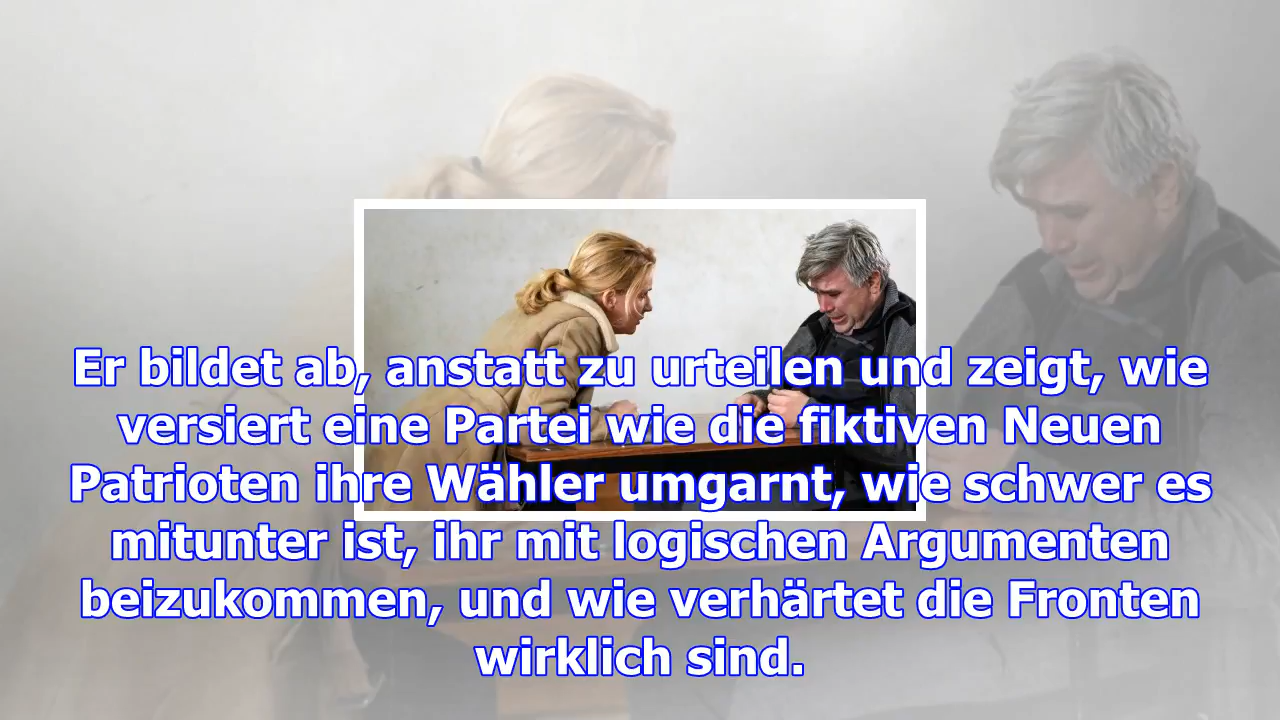 Er bildet ab, anstatt zu urteilen und zeigt, wie
versiert eine Partei wie die fiktiven Neuen
Patrioten ihre Wähler umgarnt, wie schwer es
mitunter ist, ihr mit logischen Argumenten
beizukommen, und wie verhärtet die Fronten
wirklich sind.